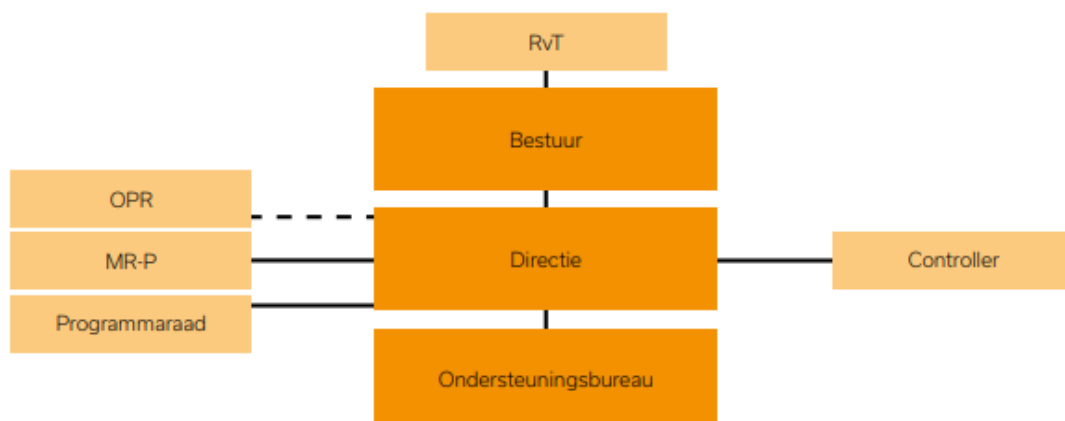 RvT
Bestuur
OPR
MR-P
Directie
Controller
Programmaraad
Ondersteuningsbureau